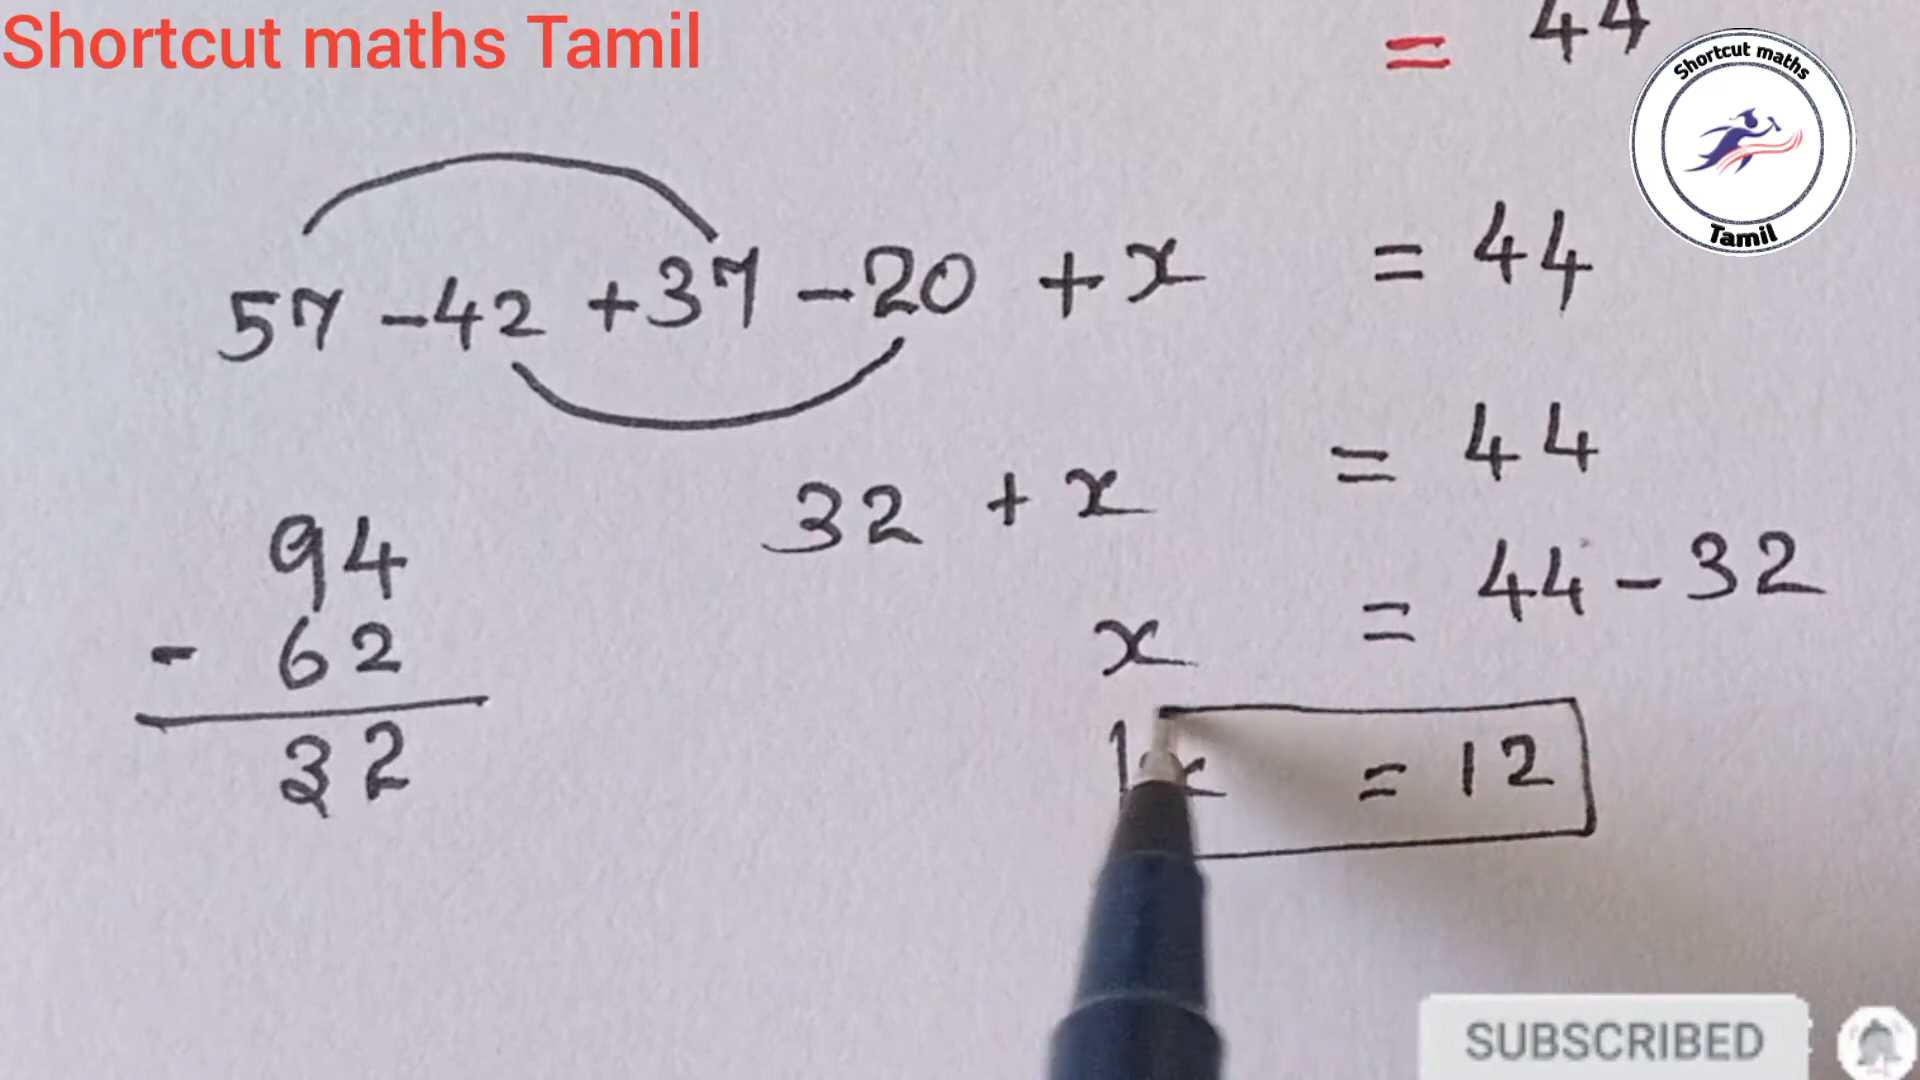 Shortcut maths Tamil
= 44
Shortcut maths
Tamil
57 - 42 + 37 - 20 + x = 44
32 + x = 44
94
- 62
32
x = 44 - 32
x = 12
SUBSCRIBED